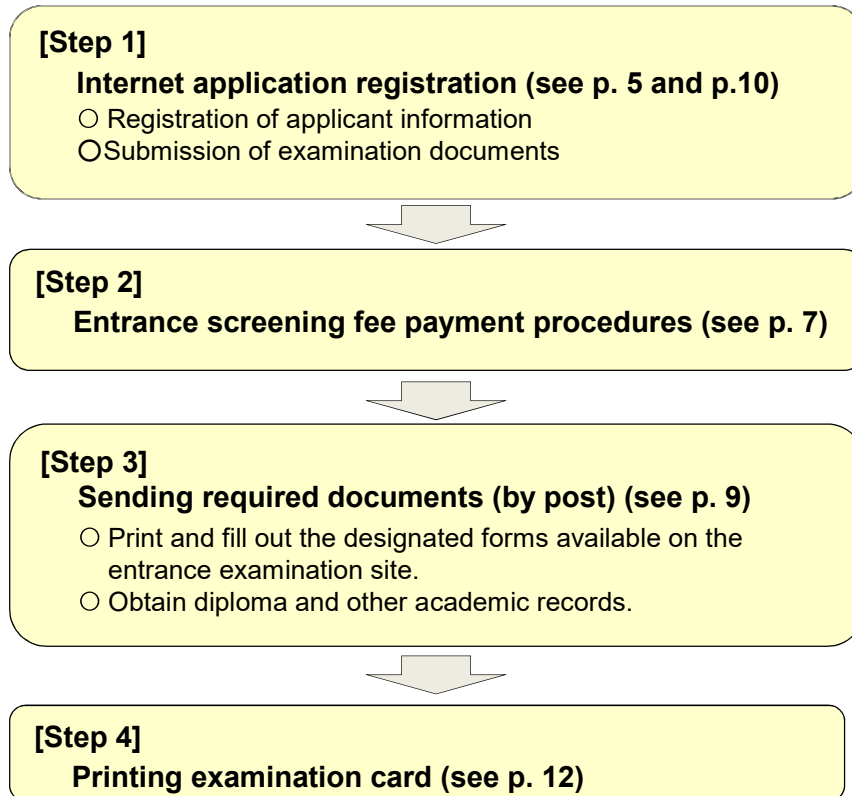 [Step 1]
Internet application registration (see p. 5 and p.10)
○ Registration of applicant information
○Submission of examination documents
[Step 2]
Entrance screening fee payment procedures (see p. 7)
[Step 3]
Sending required documents (by post) (see p. 9)
○ Print and fill out the designated forms available on the
entrance examination site.
○ Obtain diploma and other academic records.
[Step 4]
Printing examination card (see p. 12)